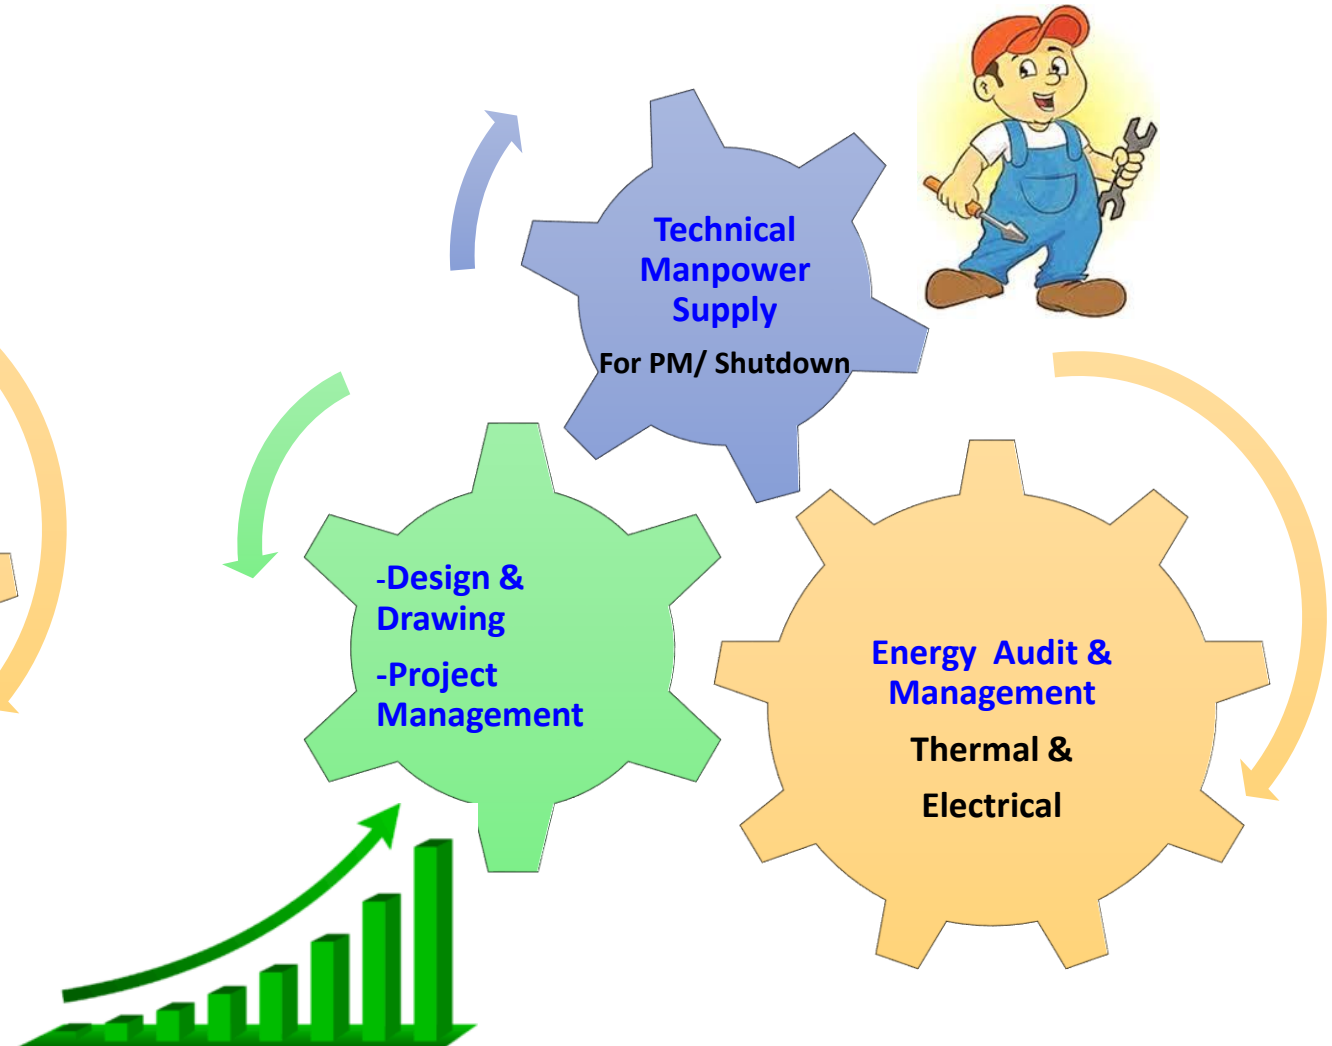 Technical
Manpower
Supply
For PM/ Shutdown
-Design &
Drawing
-Project
Management
Energy  Audit &
Management
Thermal &
Electrical